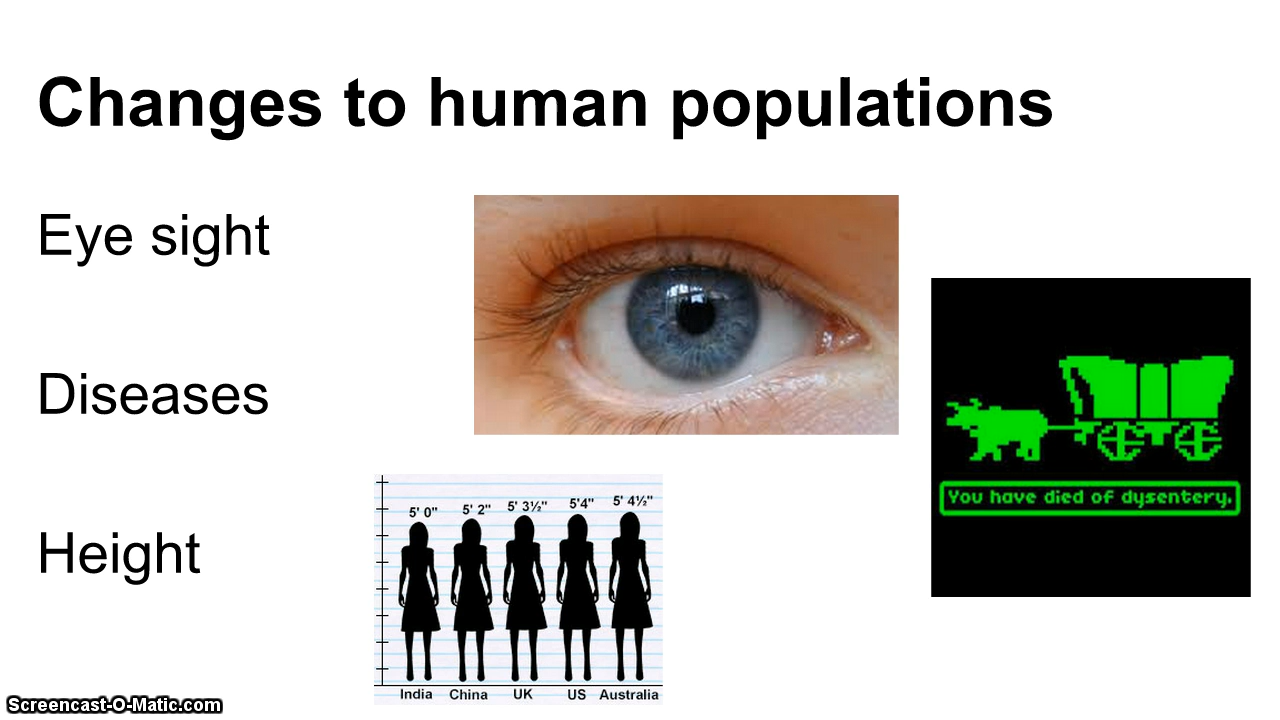 Changes to human populations
Eye sight
Diseases
You have died of dysentery.
Height
5' 0" 5' 2" 5' 3½" 5'4" 5' 4½"
India China UK US Australia
Screencast-O-Matic.com